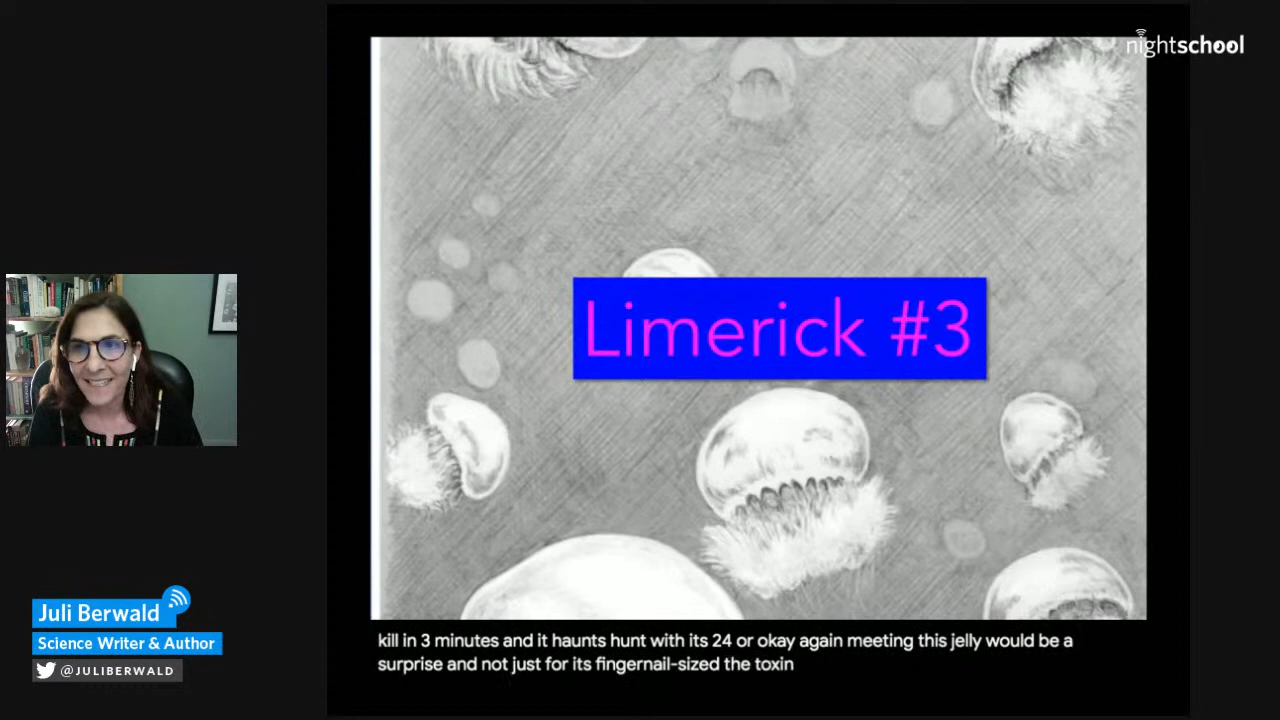 nightschool
Limerick #3
Juli Berwald
Science Writer & Author
@JULIBERWALD
kill in 3 minutes and it haunts hunt with its 24 or okay again meeting this jelly would be a
surprise and not just for its fingernail-sized the toxin